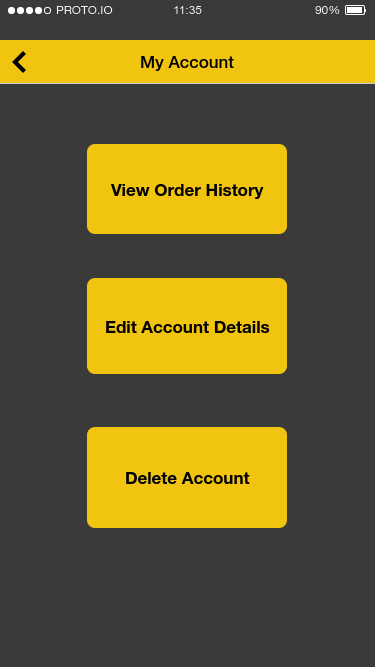 PROTO.IO 11:35 90%
My Account
View Order History
Edit Account Details
Delete Account